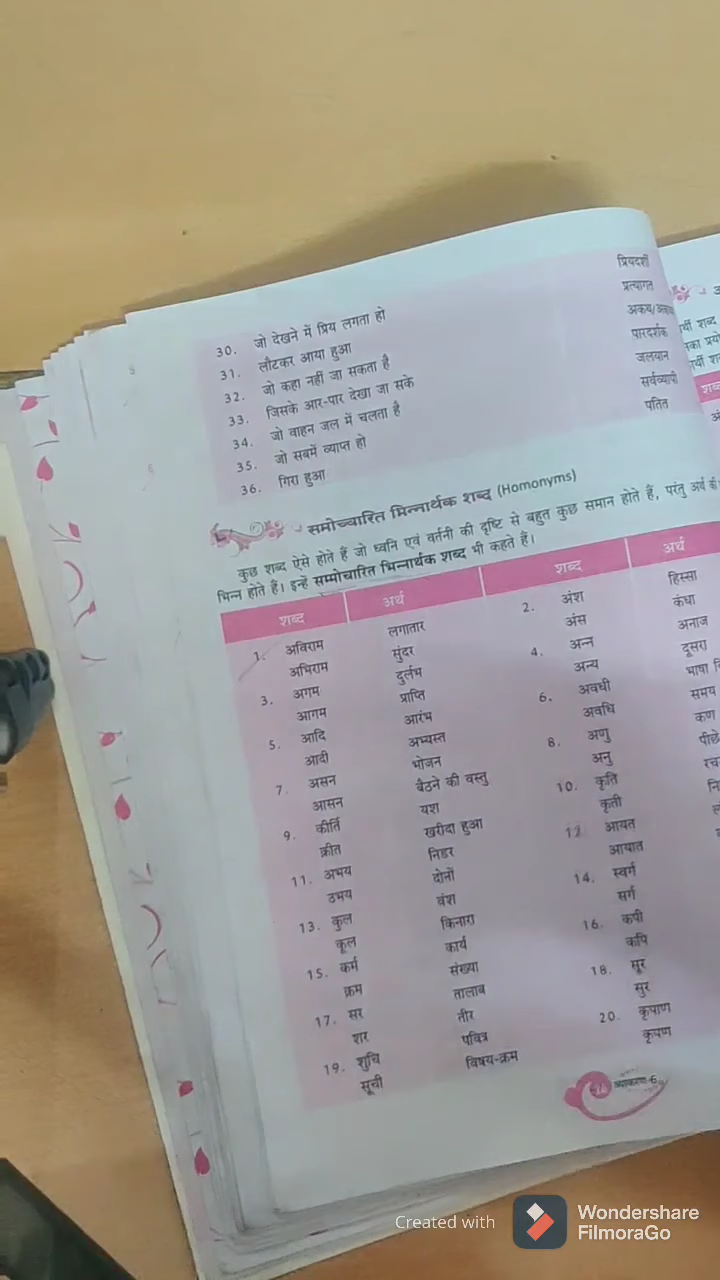 30. जो देखने में प्रिय लगता हो प्रियदर्शी
31. लौटकर आया हुआ प्रत्यागत
32. जो कहा नहीं जा सकता है
33. जिसके आर-पार देखा जा सके पारदर्शक
34. जो वाहन जल में चलता है जलयान
35. जो सबमें व्याप्त हो सर्वव्यापी
36. गिरा हुआ पतित
समोच्चारित भिन्नार्थक शब्द (Homonyms)
कुछ शब्द ऐसे होते हैं जो ध्वनि एवं वर्तनी की दृष्टि से बहुत कुछ समान होते हैं, परंतु अर्थ की
भिन्न होते हैं। इन्हें सम्मोचारित भिन्नार्थक शब्द भी कहते हैं।
शब्द अर्थ शब्द अर्थ
1. अविराम लगातार 2. अंश हिस्सा
अभिराम सुंदर अंस कंधा
3. अगम दुर्लभ 4. अन्न अनाज
आगम प्राप्ति अन्य दूसरा
5. आदि आरंभ 6. अवधी भाषा
आदी अभ्यस्त अवधि समय
7. असन भोजन 8. अणु कण
आसन बैठने की वस्तु अनु पीछे
9. कीर्ति यश 10. कृति
क्रीत खरीदा हुआ कृती
11. अभय निडर 12. आयत
उभय दोनों आयात
13. कुल वंश 14. स्वर्ग
कूल किनारा सर्ग
15. कर्म कार्य 16. कपी
क्रम संख्या कपि
17. सर तालाब 18. सूर
शर तीर सुर
19. शुचि पवित्र 20. कृपाण
सूची विषय-क्रम कृपण
व्याकरण-6
Created with Wondershare FilmoraGo